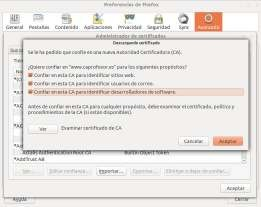 Preferencias de Firefox
General Pestañas Contenido Aplicaciones Privacidad Seguridad Sync Avanzado
Administrador de certificados
Descargando certificado
Se le ha pedido que confíe en una nueva Autoridad Certificadora (CA).
¿Quiere confiar en "www.caprofesor.es" para los siguientes propósitos?
Confiar en esta CA para identificar sitios web.
Confiar en esta CA para identificar usuarios de correo.
Confiar en esta CA para identificar desarrolladores de software.
Antes de confiar en esta CA para cualquier propósito, debe examinar el certificado, política y
procedimientos de la CA (si están disponibles).
Ver Examinar certificado de CA
Cancelar Aceptar
Builtin Object Token
Ver... Editar confianza... Importar... Exportar... Eliminar o dejar de confiar...
Aceptar
Ayuda Cerrar